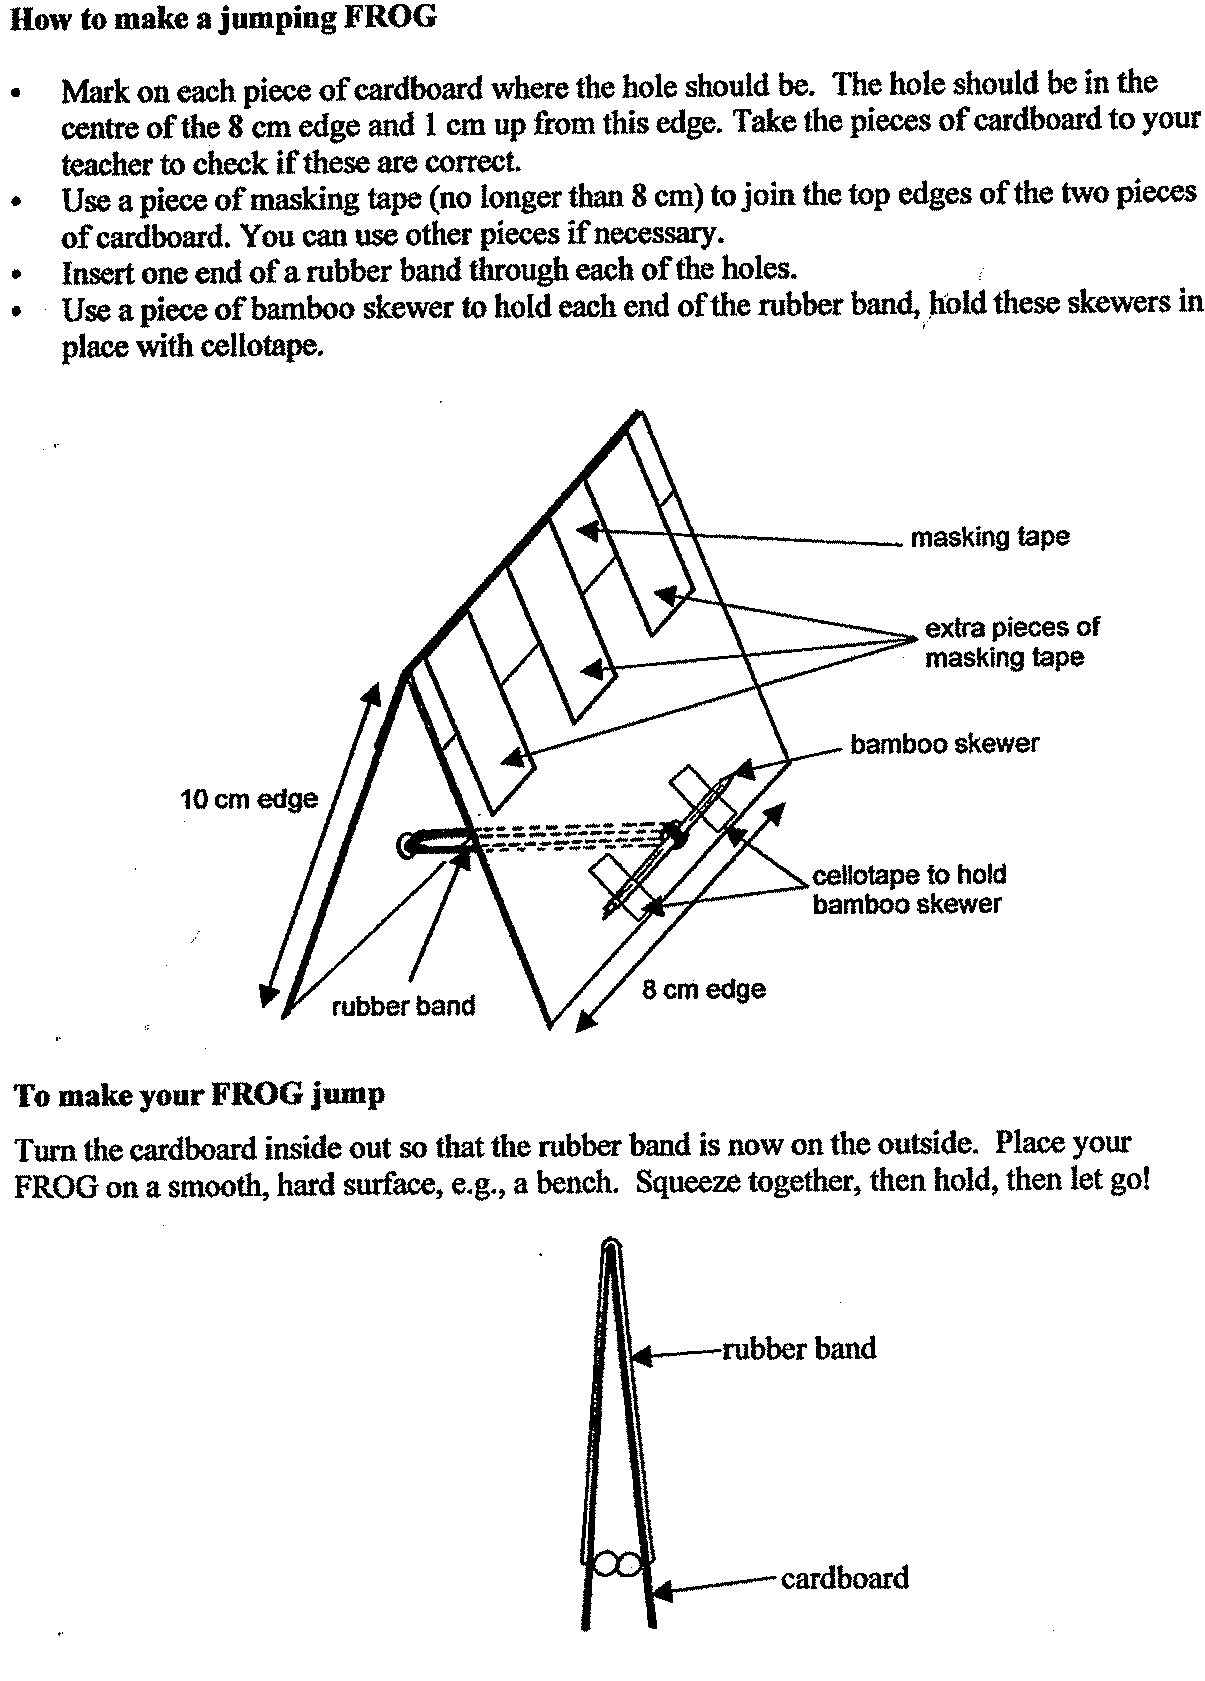 How to make a jumping FROG
• Mark on each piece of cardboard where the hole should be. The hole should be in the
centre of the 8 cm edge and 1 cm up from this edge. Take the pieces of cardboard to your
teacher to check if these are correct.
• Use a piece of masking tape (no longer than 8 cm) to join the top edges of the two pieces
of cardboard. You can use other pieces if necessary.
• Insert one end of a rubber band through each of the holes.
• Use a piece of bamboo skewer to hold each end of the rubber band, hold these skewers in
place with cellotape.
masking tape
extra pieces of
masking tape
bamboo skewer
10 cm edge
cellotape to hold
bamboo skewer
8 cm edge
rubber band
To make your FROG jump
Turn the cardboard inside out so that the rubber band is now on the outside. Place your
FROG on a smooth, hard surface, e.g., a bench. Squeeze together, then hold, then let go!
rubber band
cardboard